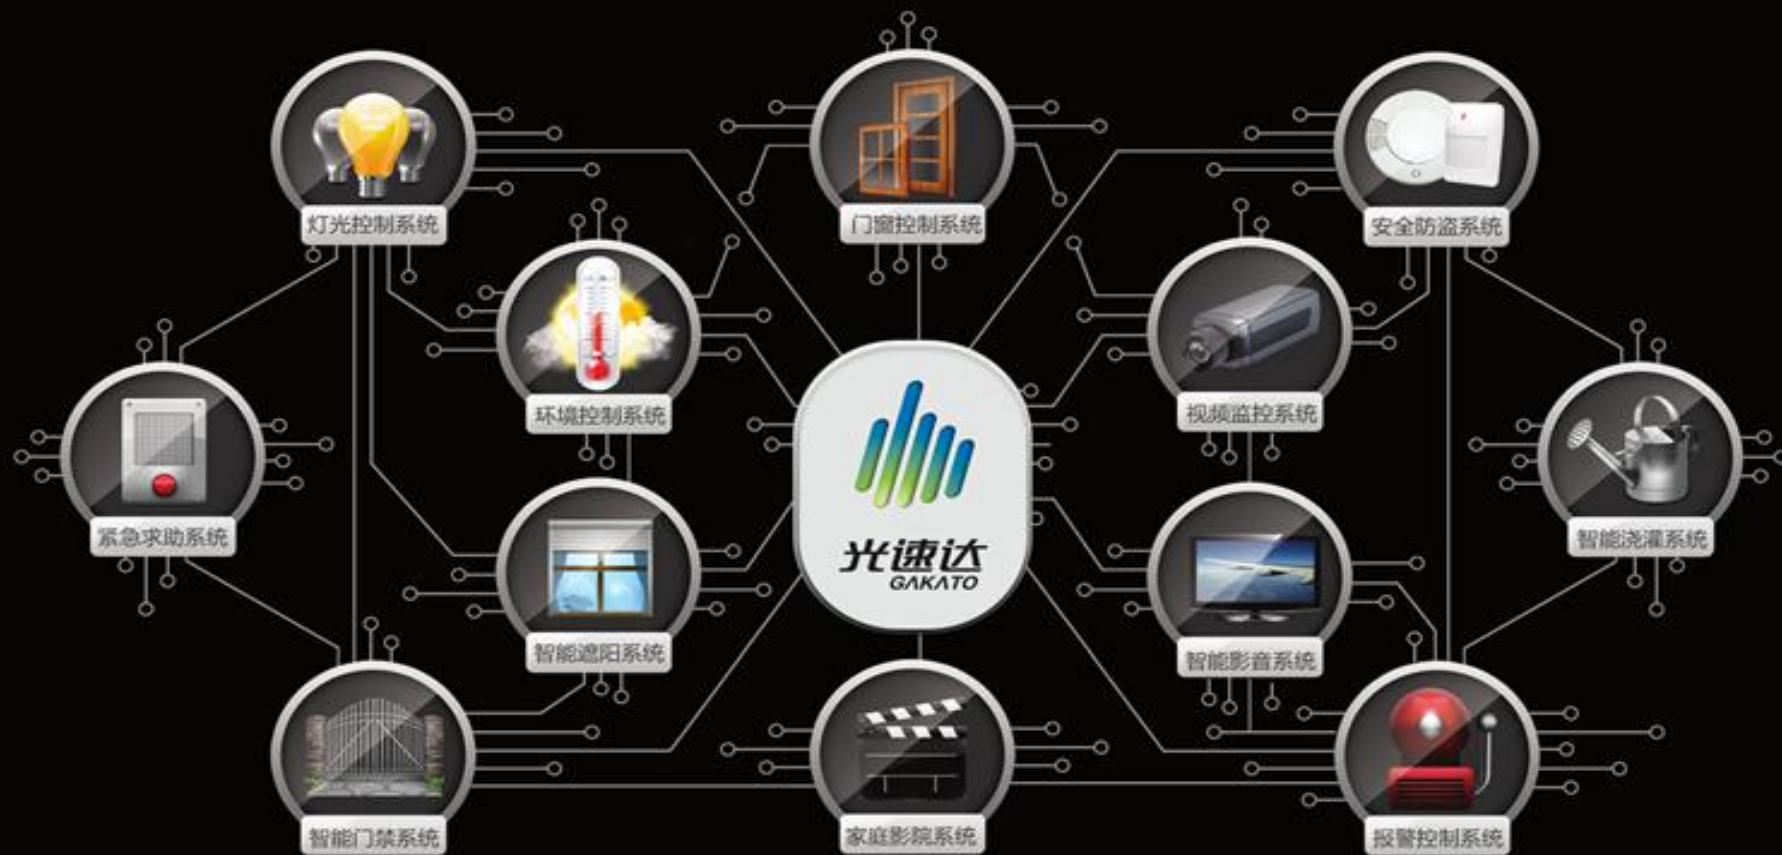 灯光控制系统
门窗控制系统
安全防盗系统
环境控制系统
视频监控系统
紧急求助系统
光速达
GAKATO
智能浇灌系统
智能遮阳系统
智能影音系统
智能门禁系统
家庭影院系统
报警控制系统